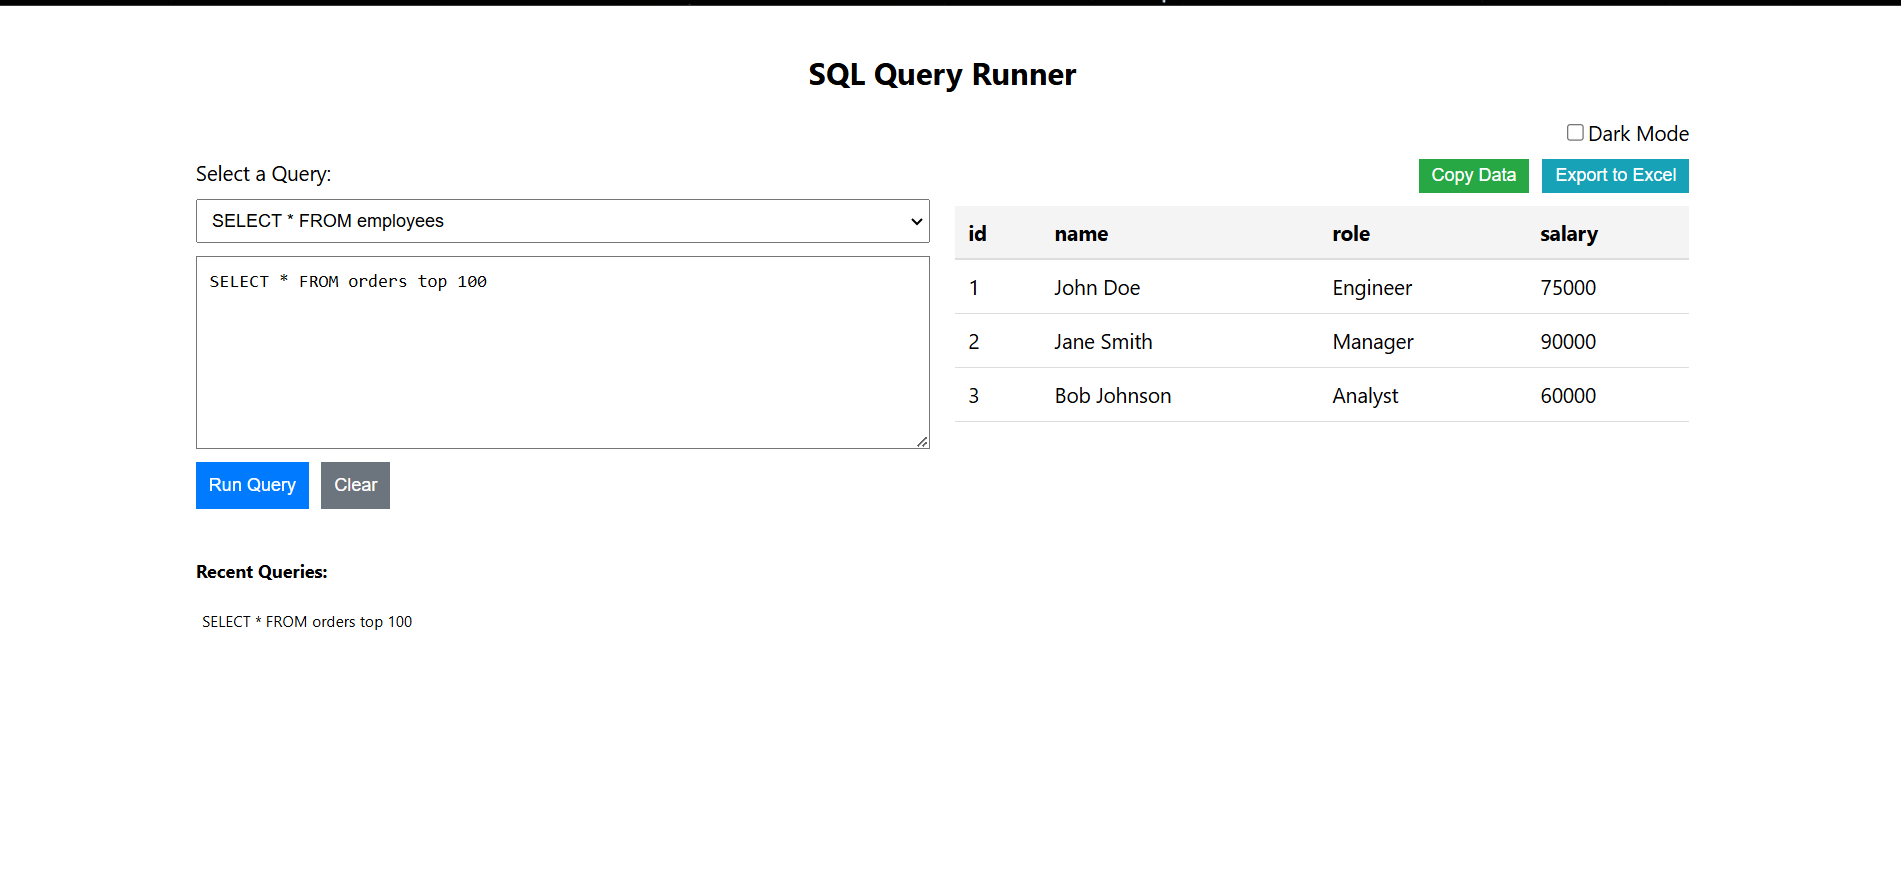 SQL Query Runner
Dark Mode
Select a Query:
Copy Data Export to Excel
SELECT * FROM employees
SELECT * FROM orders top 100
id name role salary
1 John Doe Engineer 75000
2 Jane Smith Manager 90000
3 Bob Johnson Analyst 60000
Run Query Clear
Recent Queries:
SELECT * FROM orders top 100